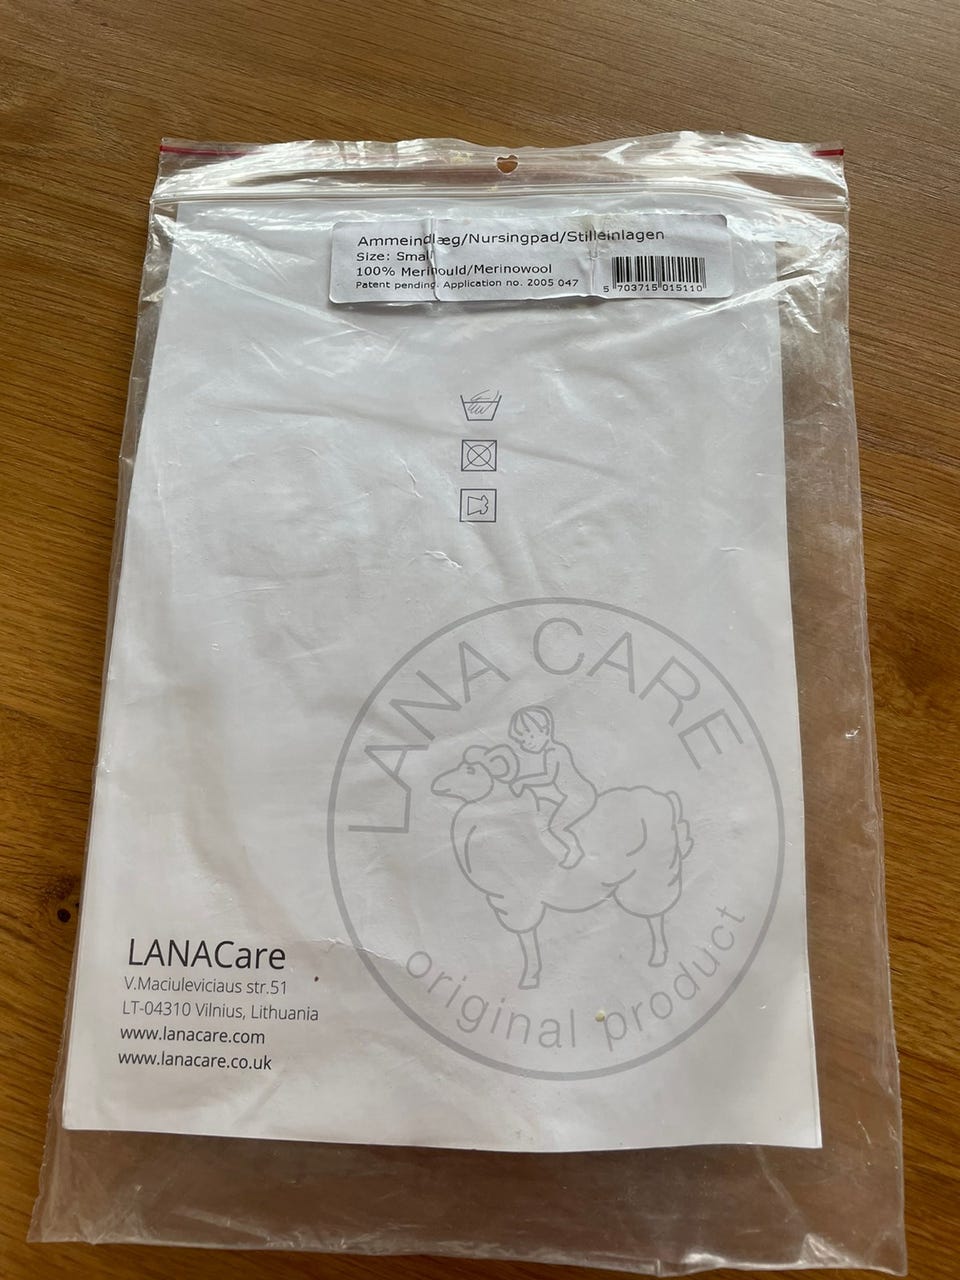 Ammeindlæg/Nursingpad/Stilleinlagen
Size: Small
100% Merinould/Merinowool
Patent pending. Application no. 2005 047
5 703715 015110
LANA CARE
original product
LANACare
V.Maciuleviciaus str.51
LT-04310 Vilnius, Lithuania
www.lanacare.com
www.lanacare.co.uk